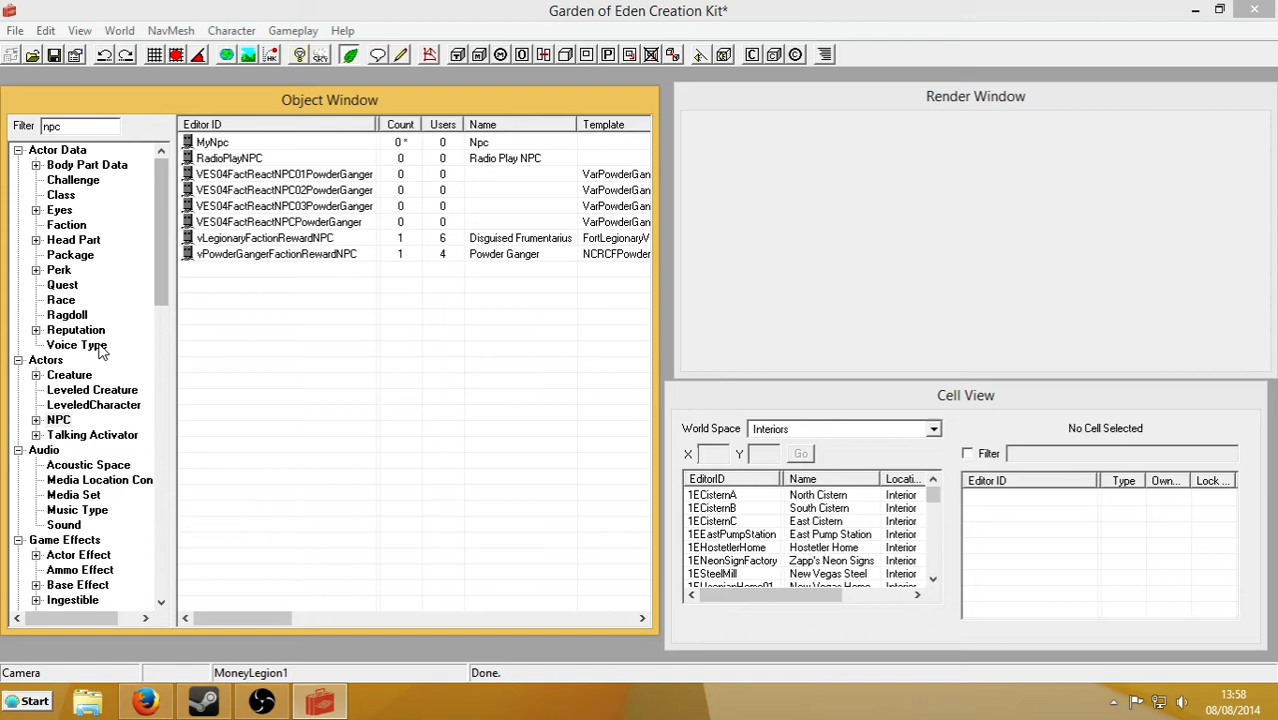 Garden of Eden Creation Kit*
File Edit View World NavMesh Character Gameplay Help
Object Window
Filter npc
Actor Data
Body Part Data
Challenge
Class
Eyes
Faction
Head Part
Package
Perk
Quest
Race
Ragdoll
Reputation
Voice Type
Actors
Creature
Leveled Creature
LeveledCharacter
NPC
Talking Activator
Audio
Acoustic Space
Media Location Con
Media Set
Music Type
Sound
Game Effects
Actor Effect
Ammo Effect
Base Effect
Ingestible
Editor ID Count Users Name Template
MyNpc 0 * 0 Npc
RadioPlayNPC 0 0 Radio Play NPC
VES04FactReactNPC01PowderGanger 0 0 VarPowderGan
VES04FactReactNPC02PowderGanger 0 0 VarPowderGan
VES04FactReactNPC03PowderGanger 0 0 VarPowderGan
VES04FactReactNPCPowderGanger 0 0 VarPowderGan
vLegionaryFactionRewardNPC 1 6 Disguised Frumentarius FortLegionaryV
vPowderGangerFactionRewardNPC 1 4 Powder Ganger NCRCFPowder
Render Window
Cell View
World Space Interiors
X Y Go
EditorID Name Locati...
1ECisternA North Cistern Interior
1ECisternB South Cistern Interior
1ECisternC East Cistern Interior
1EEastPumpStation East Pump Station Interior
1EHostetlerHome Hostetler Home Interior
1ENeonSignFactory Zapp's Neon Signs Interior
1ESteelMill New Vegas Steel Interior
No Cell Selected
Filter
Editor ID Type Own... Lock ...
Camera MoneyLegion1 Done.
Start
13:58
08/08/2014